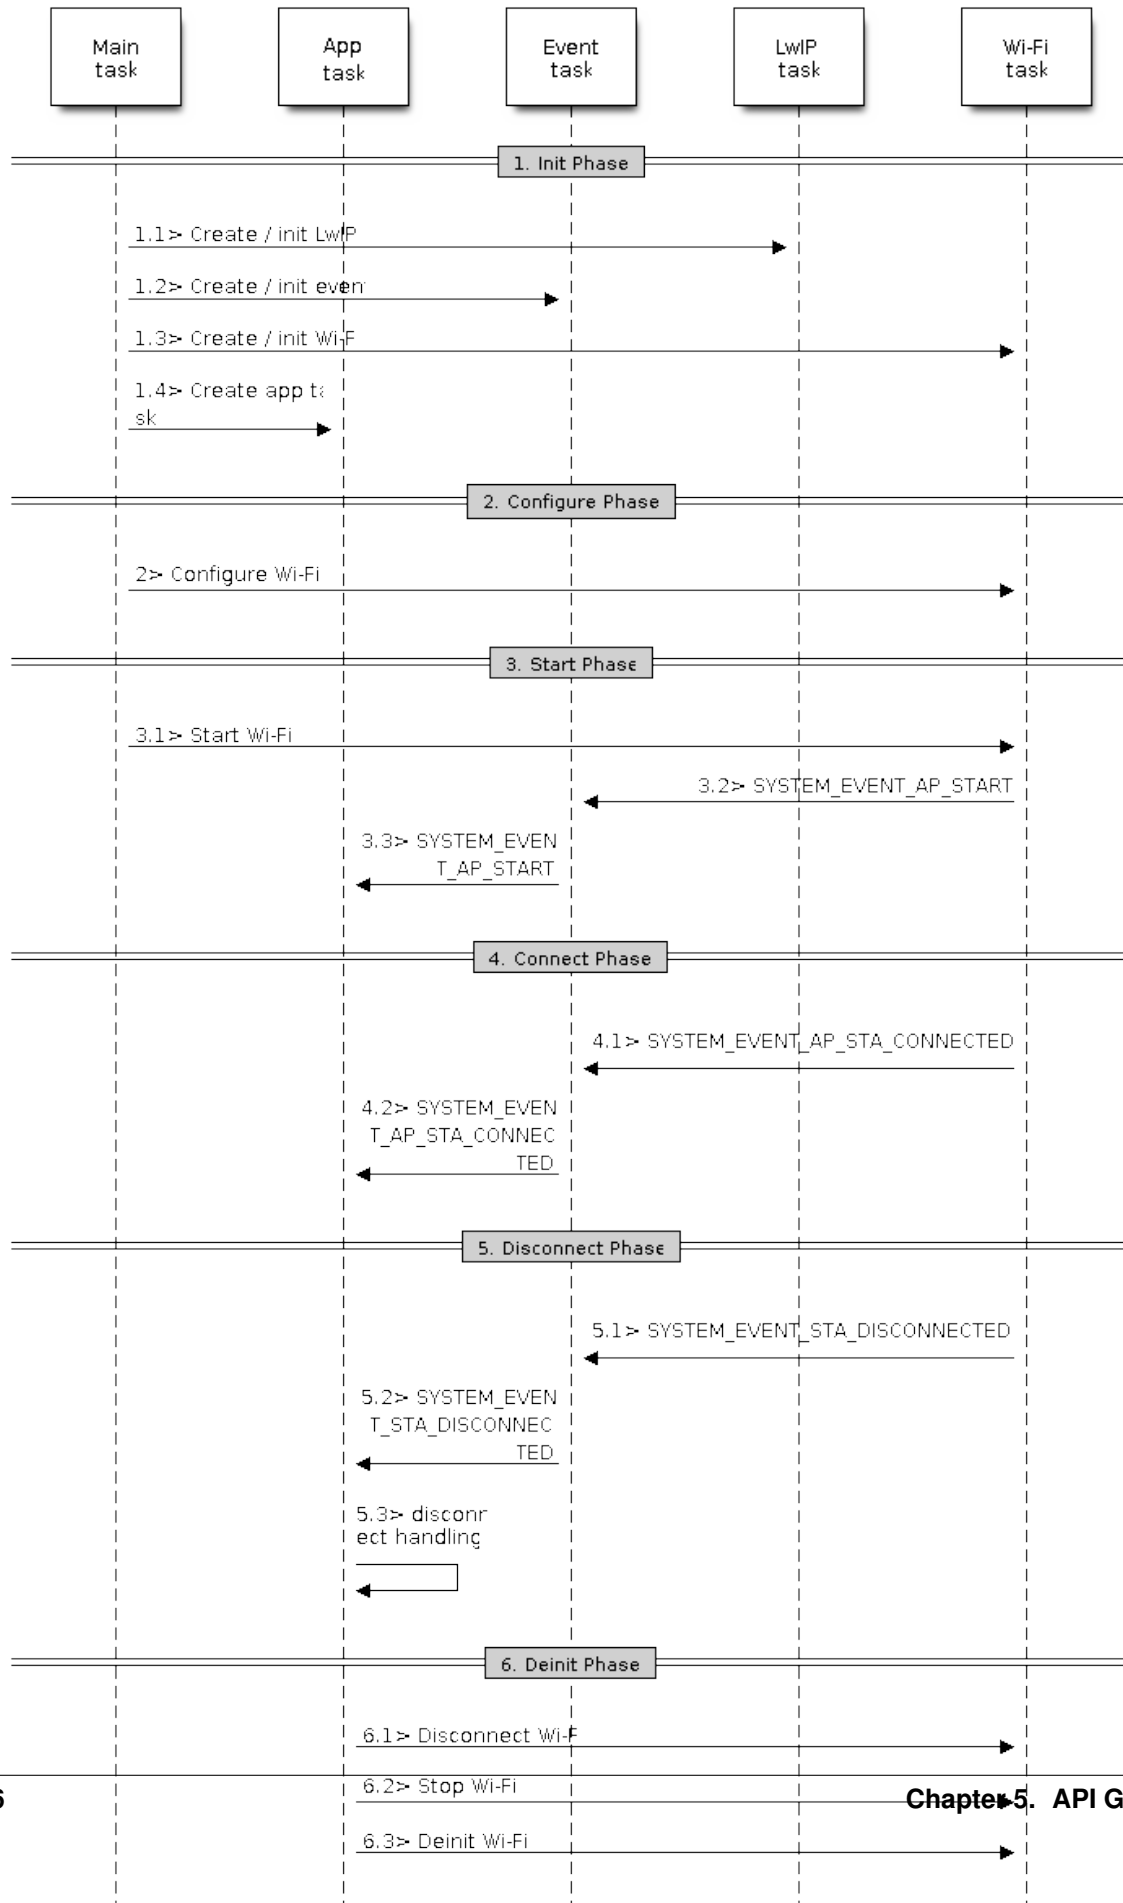 Main
task
App
task
Event
task
LwIP
task
Wi-Fi
task
1. Init Phase
1.1> Create / init LwIP
1.2> Create / init event
1.3> Create / init Wi-F
1.4> Create app ta
sk
2. Configure Phase
2> Configure Wi-Fi
3. Start Phase
3.1> Start Wi-Fi
3.2> SYSTEM_EVENT_AP_START
3.3> SYSTEM_EVEN
T_AP_START
4. Connect Phase
4.1> SYSTEM_EVENT_AP_STA_CONNECTED
4.2> SYSTEM_EVEN
T_AP_STA_CONNEC
TED
5. Disconnect Phase
5.1> SYSTEM_EVENT_STA_DISCONNECTED
5.2> SYSTEM_EVEN
T_STA_DISCONNEC
TED
5.3> disconn
ect handling
6. Deinit Phase
6.1> Disconnect Wi-F
6.2> Stop Wi-Fi
6 Chapter 5. API G
6.3> Deinit Wi-Fi